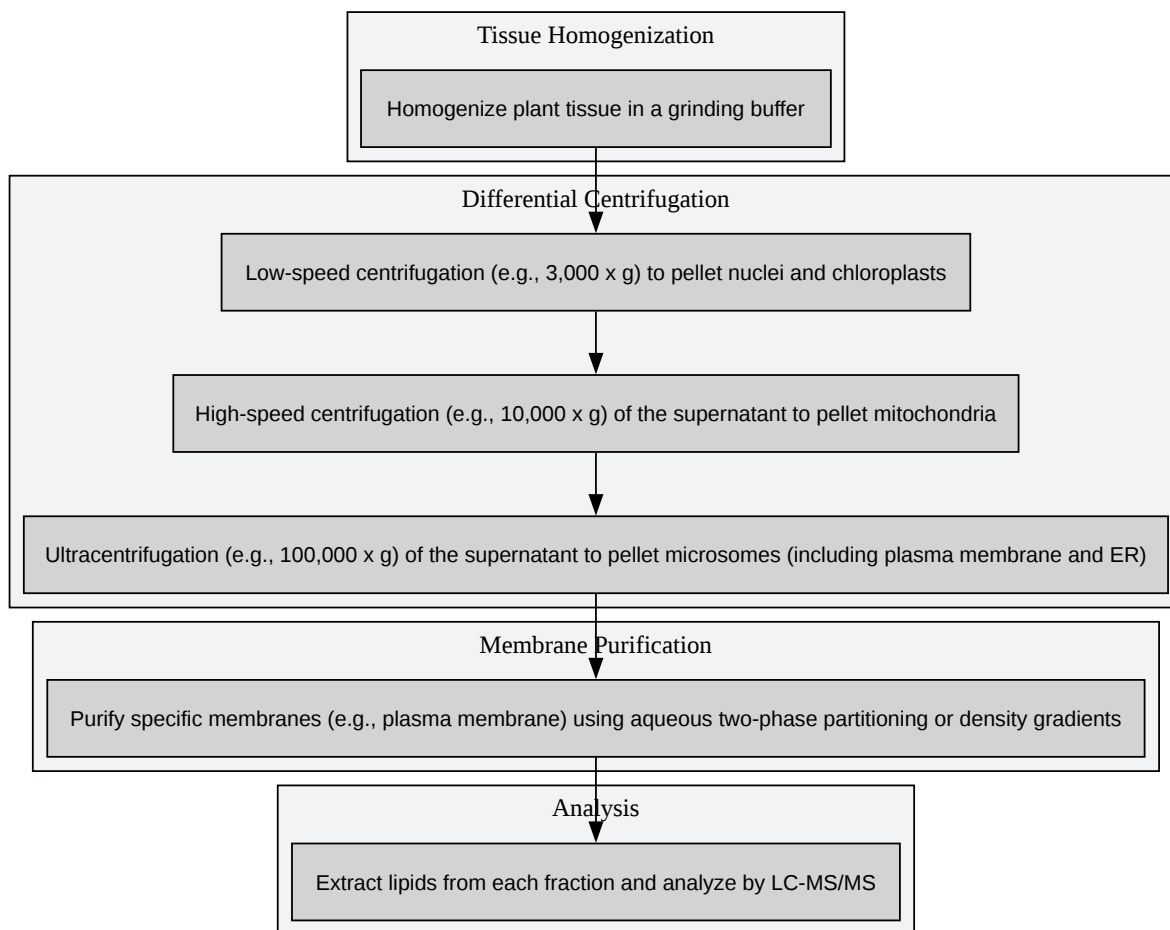 Tissue Homogenization
Homogenize plant tissue in a grinding buffer
Differential Centrifugation
Low-speed centrifugation (e.g., 3,000 x g) to pellet nuclei and chloroplasts
High-speed centrifugation (e.g., 10,000 x g) of the supernatant to pellet mitochondria
Ultracentrifugation (e.g., 100,000 x g) of the supernatant to pellet microsomes (including plasma membrane and ER)
Membrane Purification
Purify specific membranes (e.g., plasma membrane) using aqueous two-phase partitioning or density gradients
Analysis
Extract lipids from each fraction and analyze by LC-MS/MS